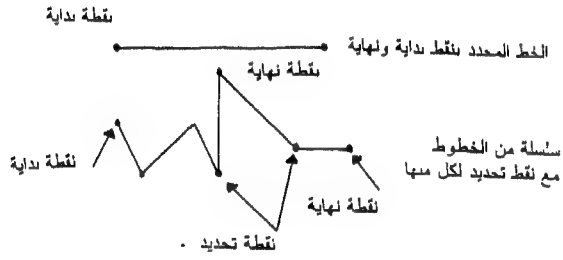 نقطة بداية
الخط المحدد بنقط بداية ونهاية
نقطة نهاية
سلسلة من الخطوط
مع نقط تحديد لكل منها
نقطة بداية
نقطة نهاية
نقطة تحديد .